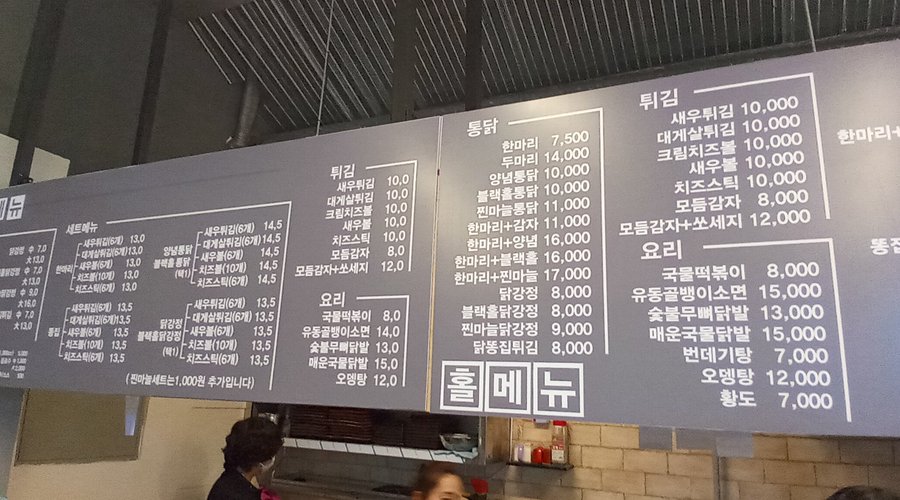 메뉴
세트메뉴
한마리
새우튀김(6개) 13,0
대게살튀김(6개) 13,0
새우볼(6개) 13,0
치즈볼(10개) 13,0
치즈스틱(6개) 13,0
똥집
새우튀김(6개) 13,5
대게살튀김(6개) 13,5
새우볼(6개) 13,5
치즈볼(10개) 13,5
치즈스틱(6개) 13,5
양념통닭
블랙홀통닭
(택1)
새우튀김(6개) 14,5
대게살튀김(6개) 14,5
새우볼(6개) 14,5
치즈볼(10개) 14,5
치즈스틱(6개) 14,5
닭강정
블랙홀닭강정
(택1)
새우튀김(6개) 13,5
대게살튀김(6개) 13,5
새우볼(6개) 13,5
치즈볼(10개) 13,5
치즈스틱(6개) 13,5
(찐마늘세트는1,000원 추가입니다)
튀김
새우튀김 10,0
대게살튀김 10,0
크림치즈볼 10,0
새우볼 10,0
치즈스틱 10,0
모듬감자 8,0
모듬감자+쏘세지 12,0
요리
국물떡볶이 8,0
유동골뱅이소면 14,0
숯불무뼈닭발 13,0
매운국물닭발 15,0
오뎅탕 12,0
통닭
한마리 7,500
두마리 14,000
양념통닭 10,000
블랙홀통닭 10,000
찐마늘통닭 11,000
한마리+감자 11,000
한마리+양념 16,000
한마리+블랙홀 16,000
한마리+찐마늘 17,000
닭강정 8,000
블랙홀닭강정 8,000
찐마늘닭강정 9,000
닭똥집튀김 8,000
홀메뉴
튀김
새우튀김 10,000
대게살튀김 10,000
크림치즈볼 10,000
새우볼 10,000
치즈스틱 10,000
모듬감자 8,000
모듬감자+쏘세지 12,000
요리
국물떡볶이 8,000
유동골뱅이소면 15,000
숯불무뼈닭발 13,000
매운국물닭발 15,000
번데기탕 7,000
오뎅탕 12,000
황도 7,000
한마리+
똥집